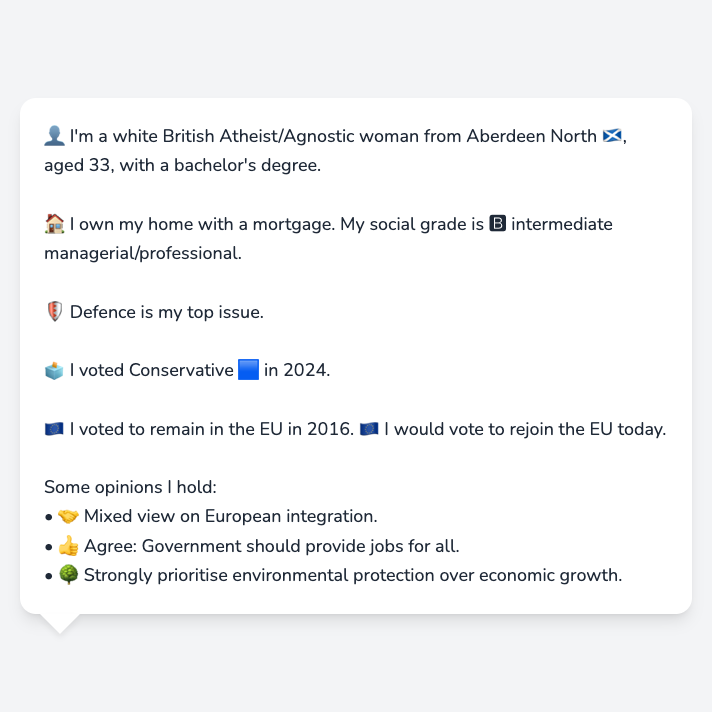 👤 I'm a white British Atheist/Agnostic woman from Aberdeen North 🏴󠁧󠁢󠁳󠁣󠁴󠁿,
aged 33, with a bachelor's degree.
🏠 I own my home with a mortgage. My social grade is 🅱 intermediate
managerial/professional.
🛡️ Defence is my top issue.
🗳️ I voted Conservative 🟦 in 2024.
🇪🇺 I voted to remain in the EU in 2016. 🇪🇺 I would vote to rejoin the EU today.
Some opinions I hold:
• 🤝 Mixed view on European integration.
• 👍 Agree: Government should provide jobs for all.
• 🌳 Strongly prioritise environmental protection over economic growth.